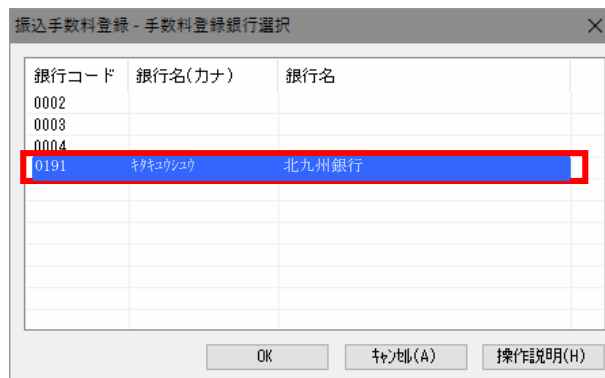 振込手数料登録 - 手数料登録銀行選択
銀行コード 銀行名(カナ) 銀行名
0002
0003
0004
0191 ｷﾀｷｭｳｼｭｳ 北九州銀行
OK ｷｬﾝｾﾙ(A) 操作説明(H)